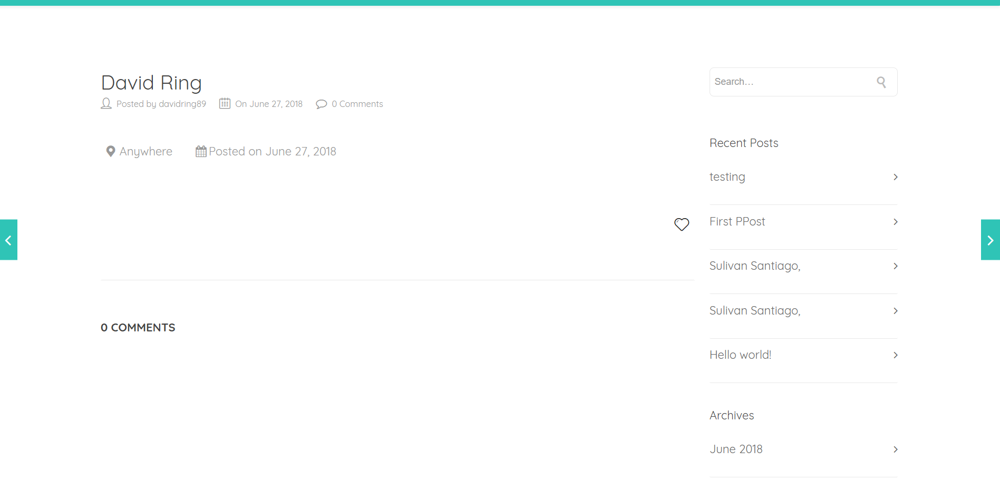 David Ring
Posted by davidring89 On June 27, 2018 0 Comments
Anywhere Posted on June 27, 2018
0 COMMENTS
Search...
Recent Posts
testing
First PPost
Sulivan Santiago,
Sulivan Santiago,
Hello world!
Archives
June 2018